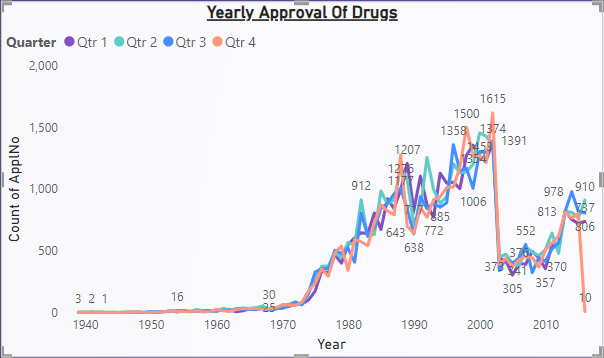 Yearly Approval Of Drugs
Quarter Qtr 1 Qtr 2 Qtr 3 Qtr 4
Count of ApplNo
2,000
1,500
1,000
500
0
3 2 1 16 30 25
912 643 1207 638 772 885
1358 1500 1006 1615 1374 1391
305 552 357 370 813 978 910 806 10
1940 1950 1960 1970 1980 1990 2000 2010
Year